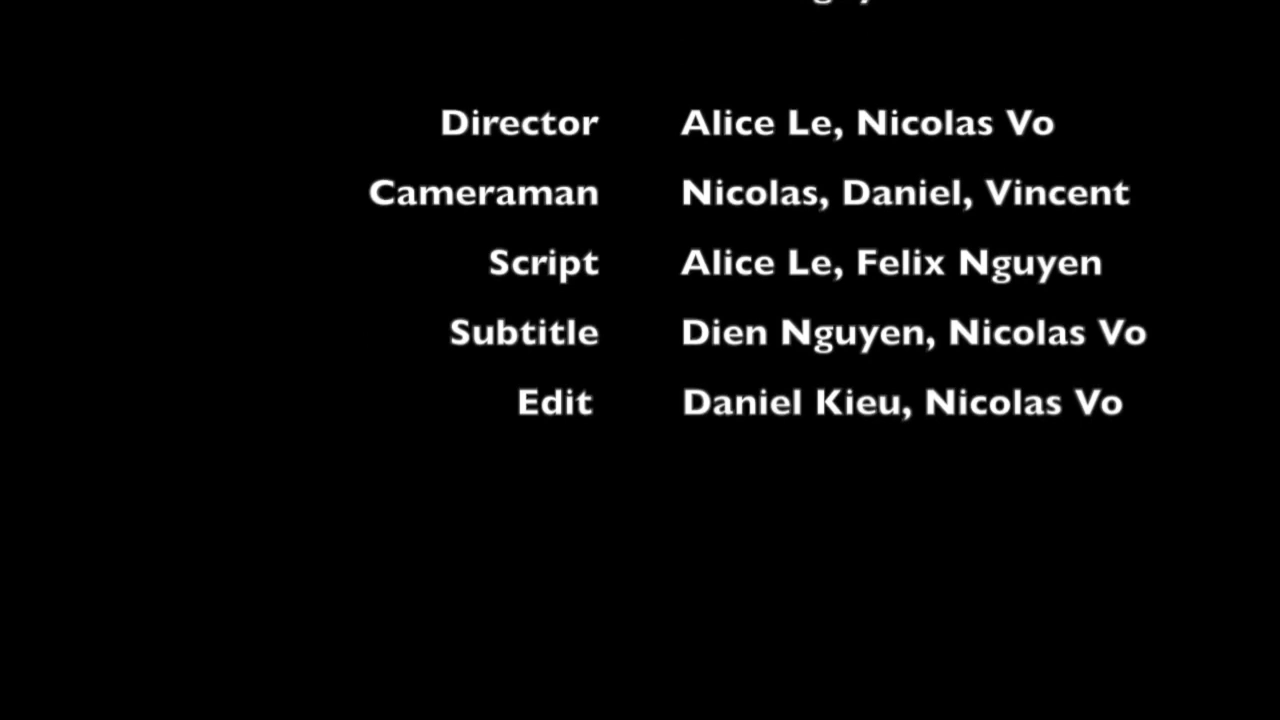 Director Alice Le, Nicolas Vo
Cameraman Nicolas, Daniel, Vincent
Script Alice Le, Felix Nguyen
Subtitle Dien Nguyen, Nicolas Vo
Edit Daniel Kieu, Nicolas Vo